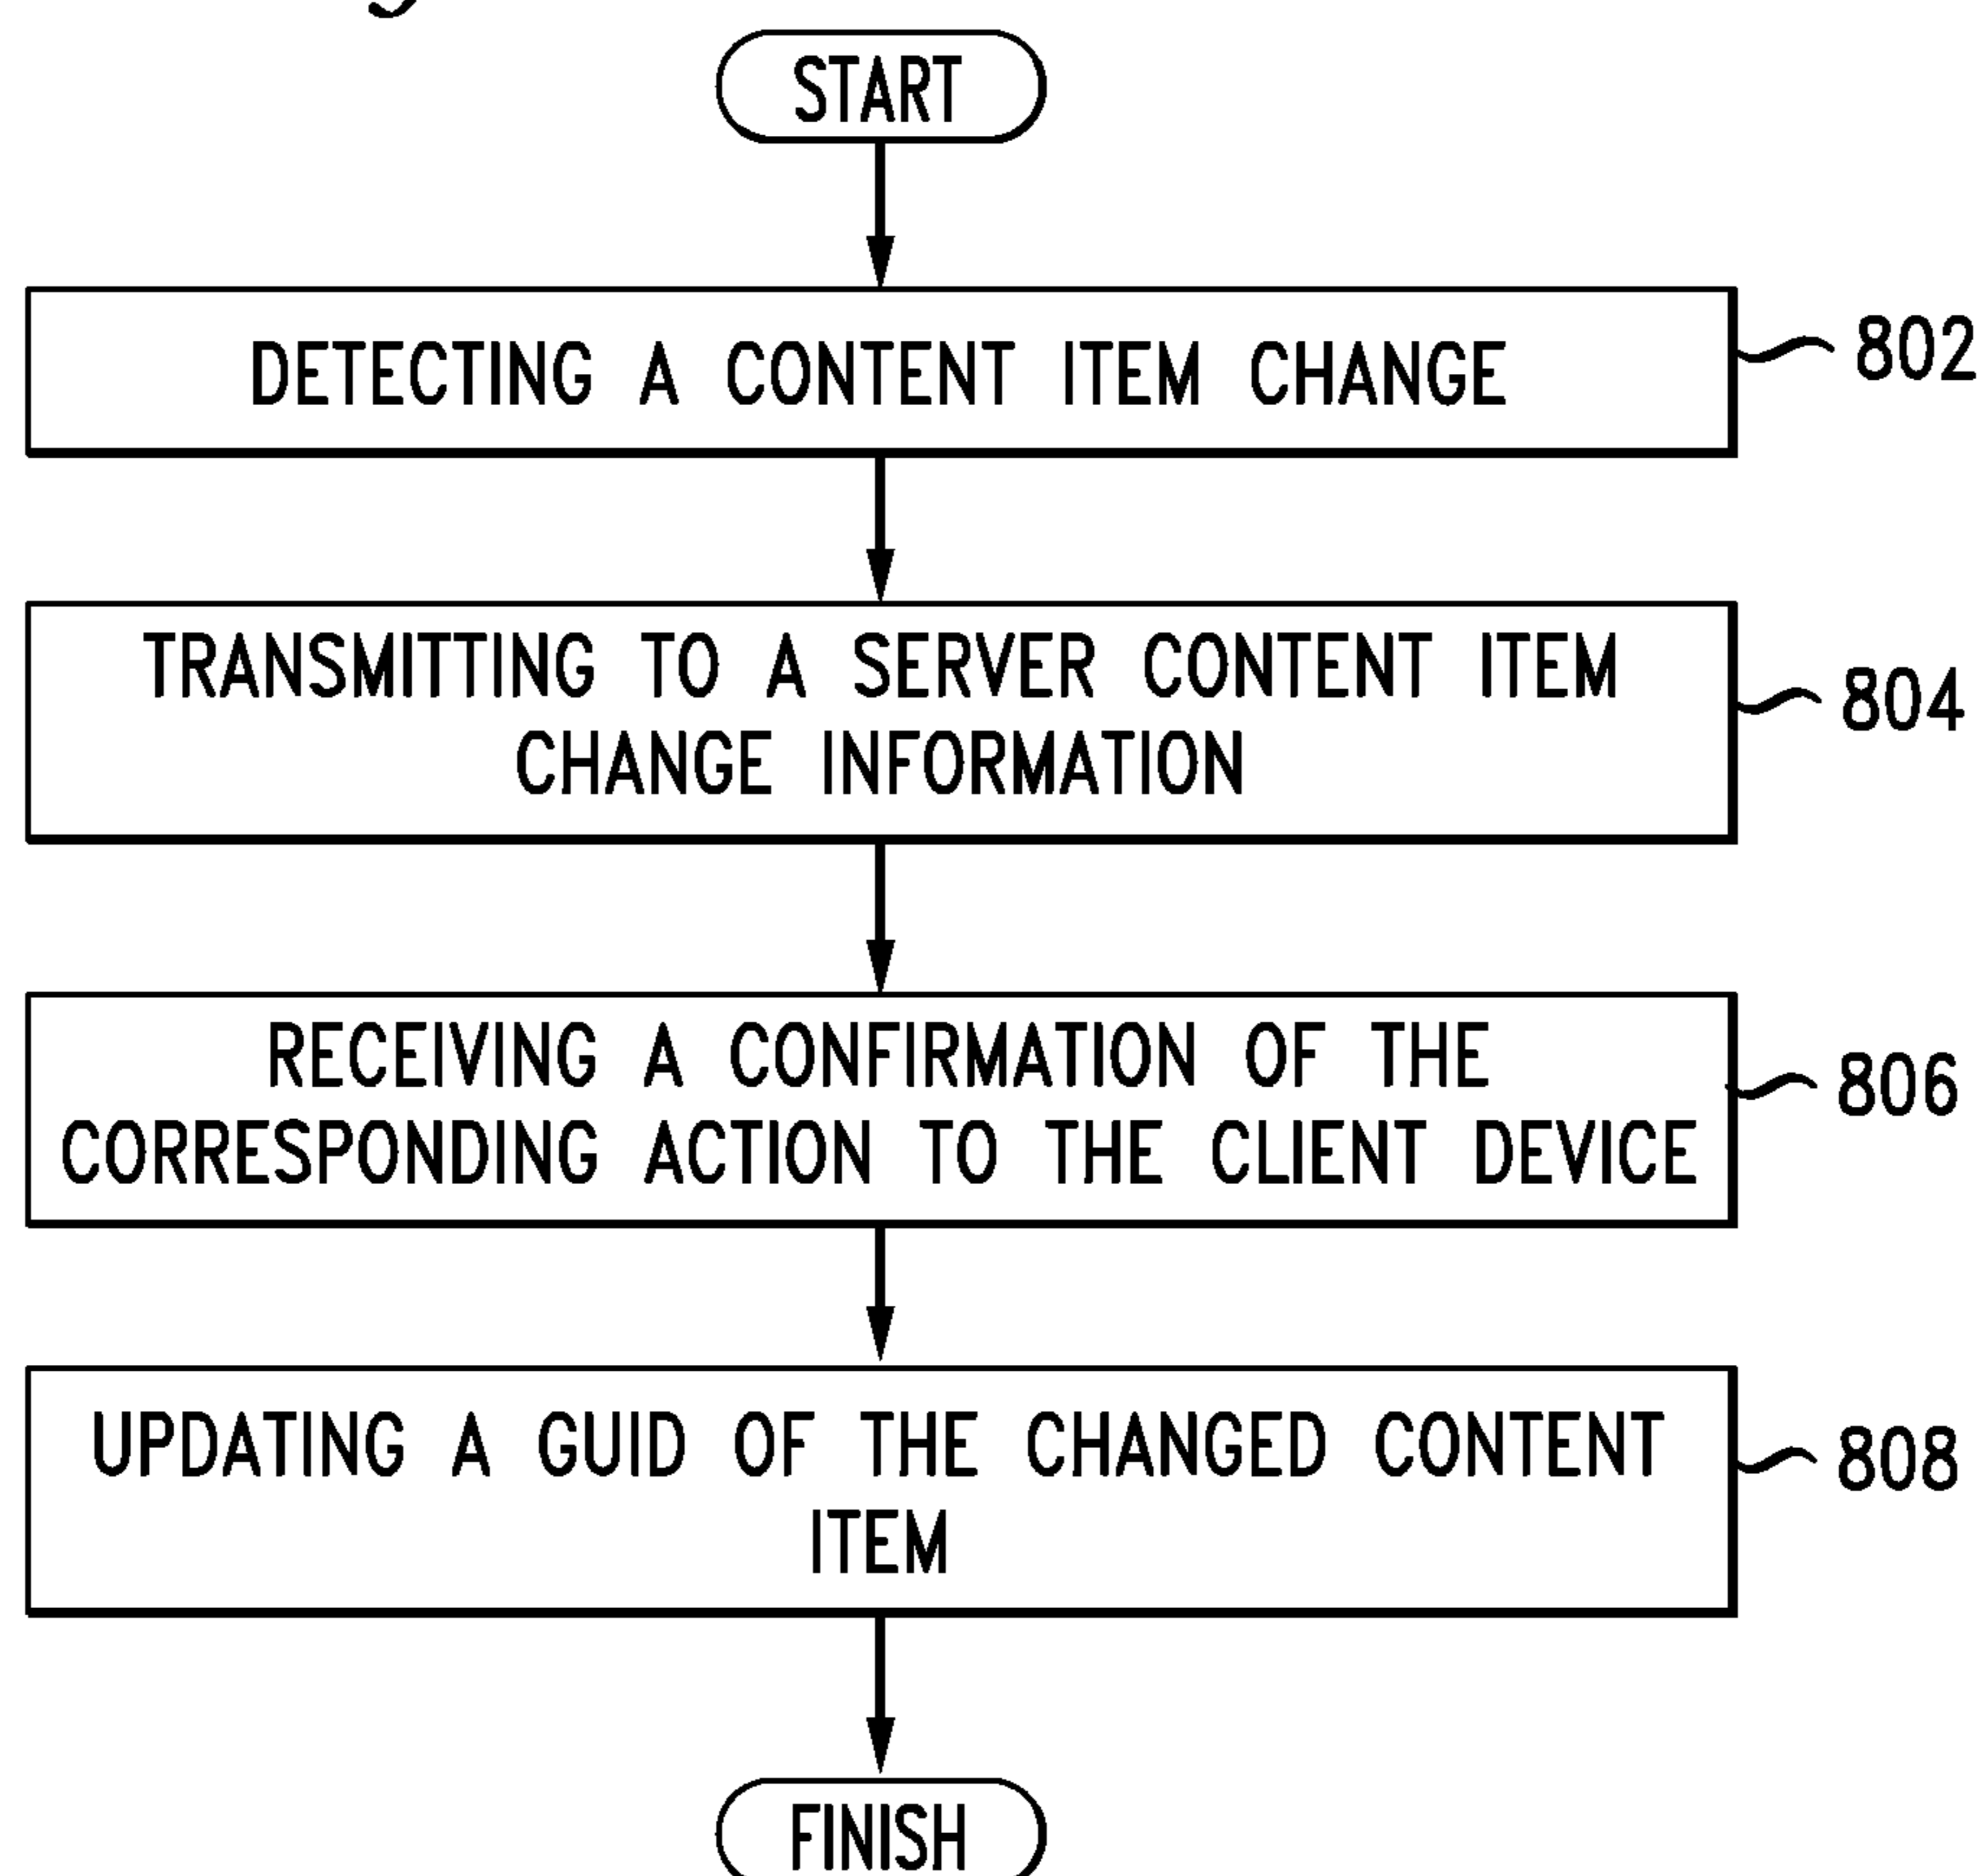 START
DETECTING A CONTENT ITEM CHANGE
802
TRANSMITTING TO A SERVER CONTENT ITEM
CHANGE INFORMATION
804
RECEIVING A CONFIRMATION OF THE
CORRESPONDING ACTION TO THE CLIENT DEVICE
806
UPDATING A GUID OF THE CHANGED CONTENT
ITEM
808
FINISH